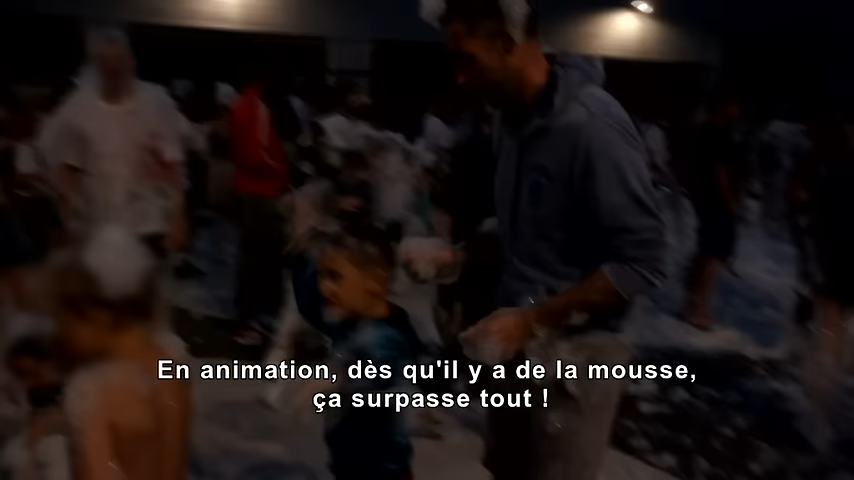 En animation, dès qu'il y a de la mousse,
ça surpasse tout !